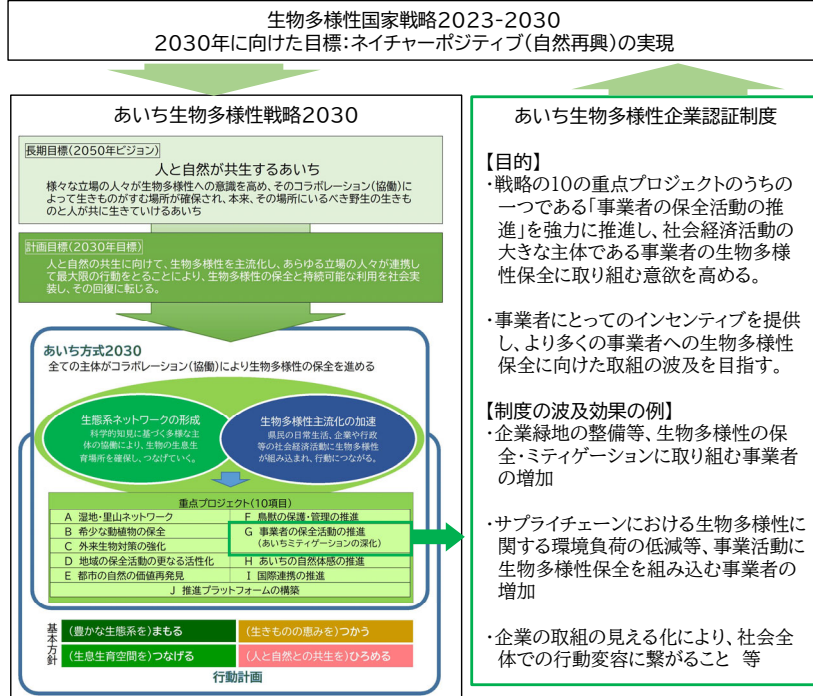 生物多様性国家戦略2023-2030
2030年に向けた目標：ネイチャーポジティブ（自然再興）の実現
あいち生物多様性戦略2030
長期目標（2050年ビジョン）
人と自然が共生するあいち
様々な立場の人々が生物多様性への意識を高め、そのコラボレーション（協働）に
よって生きものがすむ場所が確保され、本来、その場所にいるべき野生の生きも
のと人が共に生きていけるあいち
計画目標（2030年目標）
人と自然の共生に向けて、生物多様性を主流化し、あらゆる立場の人々が連携し
て最大限の行動をとることにより、生物多様性の保全と持続可能な利用を社会実
装し、その回復に転じる。
あいち方式2030
全ての主体がコラボレーション（協働）により生物多様性の保全を進める
生態系ネットワークの形成
科学的知見に基づく多様な主
体の協働により、生物の生息生
育場所を確保し、つなげていく。
生物多様性主流化の加速
県民の日常生活、企業や行政
等の社会経済活動に生物多様性
が組み込まれ、行動につながる。
重点プロジェクト（10項目）
A 湿地・里山ネットワーク
B 希少な動植物の保全
C 外来生物対策の強化
D 地域の保全活動の更なる活性化
E 都市の自然の価値再発見
F 鳥獣の保護・管理の推進
G 事業者の保全活動の推進
（あいちミティゲーションの深化）
H あいちの自然体感の推進
I 国際連携の推進
J 推進プラットフォームの構築
基本方針
（豊かな生態系を）まもる
（生きものの恵みを）つかう
（生息生育空間を）つなげる
（人と自然との共生を）ひろめる
行動計画
あいち生物多様性企業認証制度
【目的】
・戦略の10の重点プロジェクトのうちの
一つである「事業者の保全活動の推
進」を強力に推進し、社会経済活動の
大きな主体である事業者の生物多様
性保全に取り組む意欲を高める。
・事業者にとってのインセンティブを提供
し、より多くの事業者への生物多様性
保全に向けた取組の波及を目指す。
【制度の波及効果の例】
・企業緑地の整備等、生物多様性の保
全・ミティゲーションに取り組む事業者
の増加
・サプライチェーンにおける生物多様性に
関する環境負荷の低減等、事業活動に
生物多様性保全を組み込む事業者の
増加
・企業の取組の見える化により、社会全
体での行動変容に繋がること 等